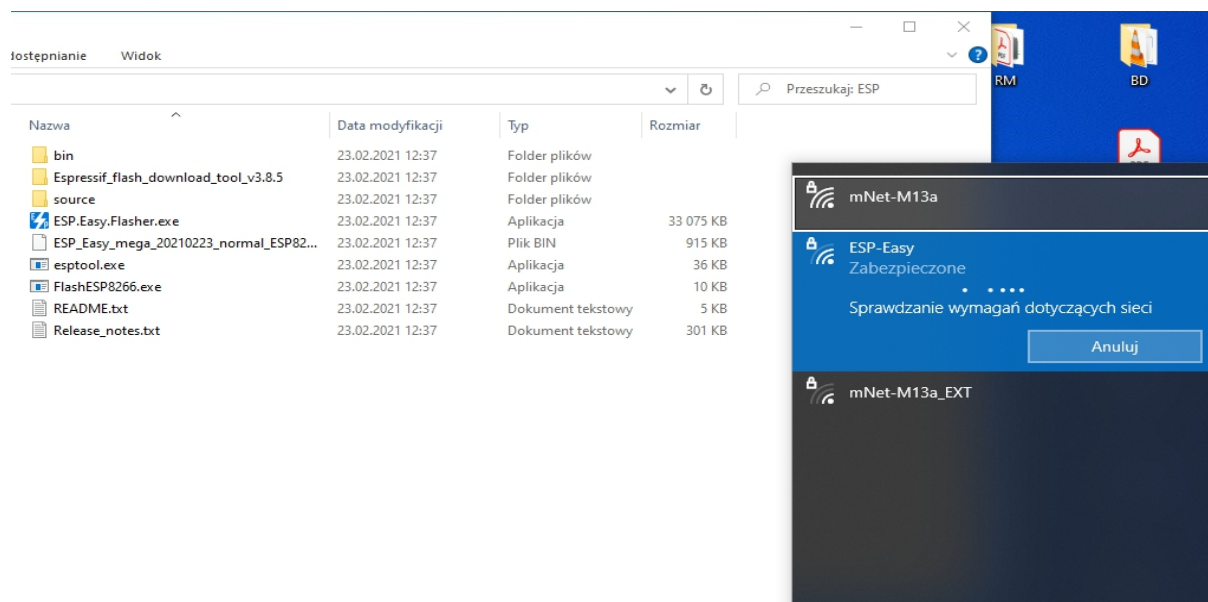 dostępnianie Widok
?
Przeszukaj: ESP
RM
BD
Nazwa Data modyfikacji Typ Rozmiar
bin 23.02.2021 12:37 Folder plików
Espressif_flash_download_tool_v3.8.5 23.02.2021 12:37 Folder plików
source 23.02.2021 12:37 Folder plików
ESP.Easy.Flasher.exe 23.02.2021 12:37 Aplikacja 33 075 KB
ESP_Easy_mega_20210223_normal_ESP82... 23.02.2021 12:37 Plik BIN 915 KB
esptool.exe 23.02.2021 12:37 Aplikacja 36 KB
FlashESP8266.exe 23.02.2021 12:37 Aplikacja 10 KB
README.txt 23.02.2021 12:37 Dokument tekstowy 5 KB
Release_notes.txt 23.02.2021 12:37 Dokument tekstowy 301 KB
mNet-M13a
ESP-Easy
Zabezpieczone
Sprawdzanie wymagań dotyczących sieci
Anuluj
mNet-M13a_EXT